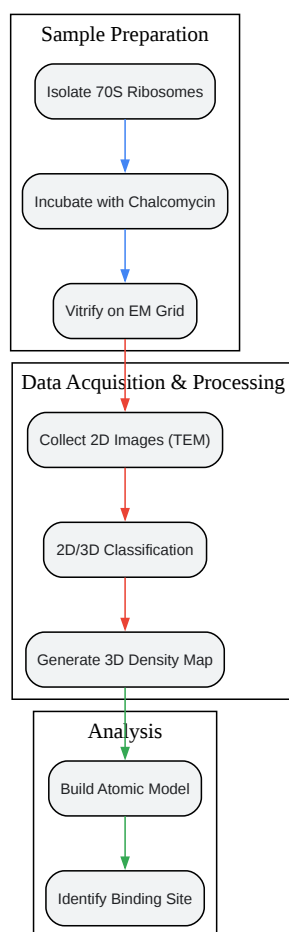 Sample Preparation
Isolate 70S Ribosomes
Incubate with Chalcomycin
Vitrify on EM Grid
Data Acquisition & Processing
Collect 2D Images (TEM)
2D/3D Classification
Generate 3D Density Map
Analysis
Build Atomic Model
Identify Binding Site